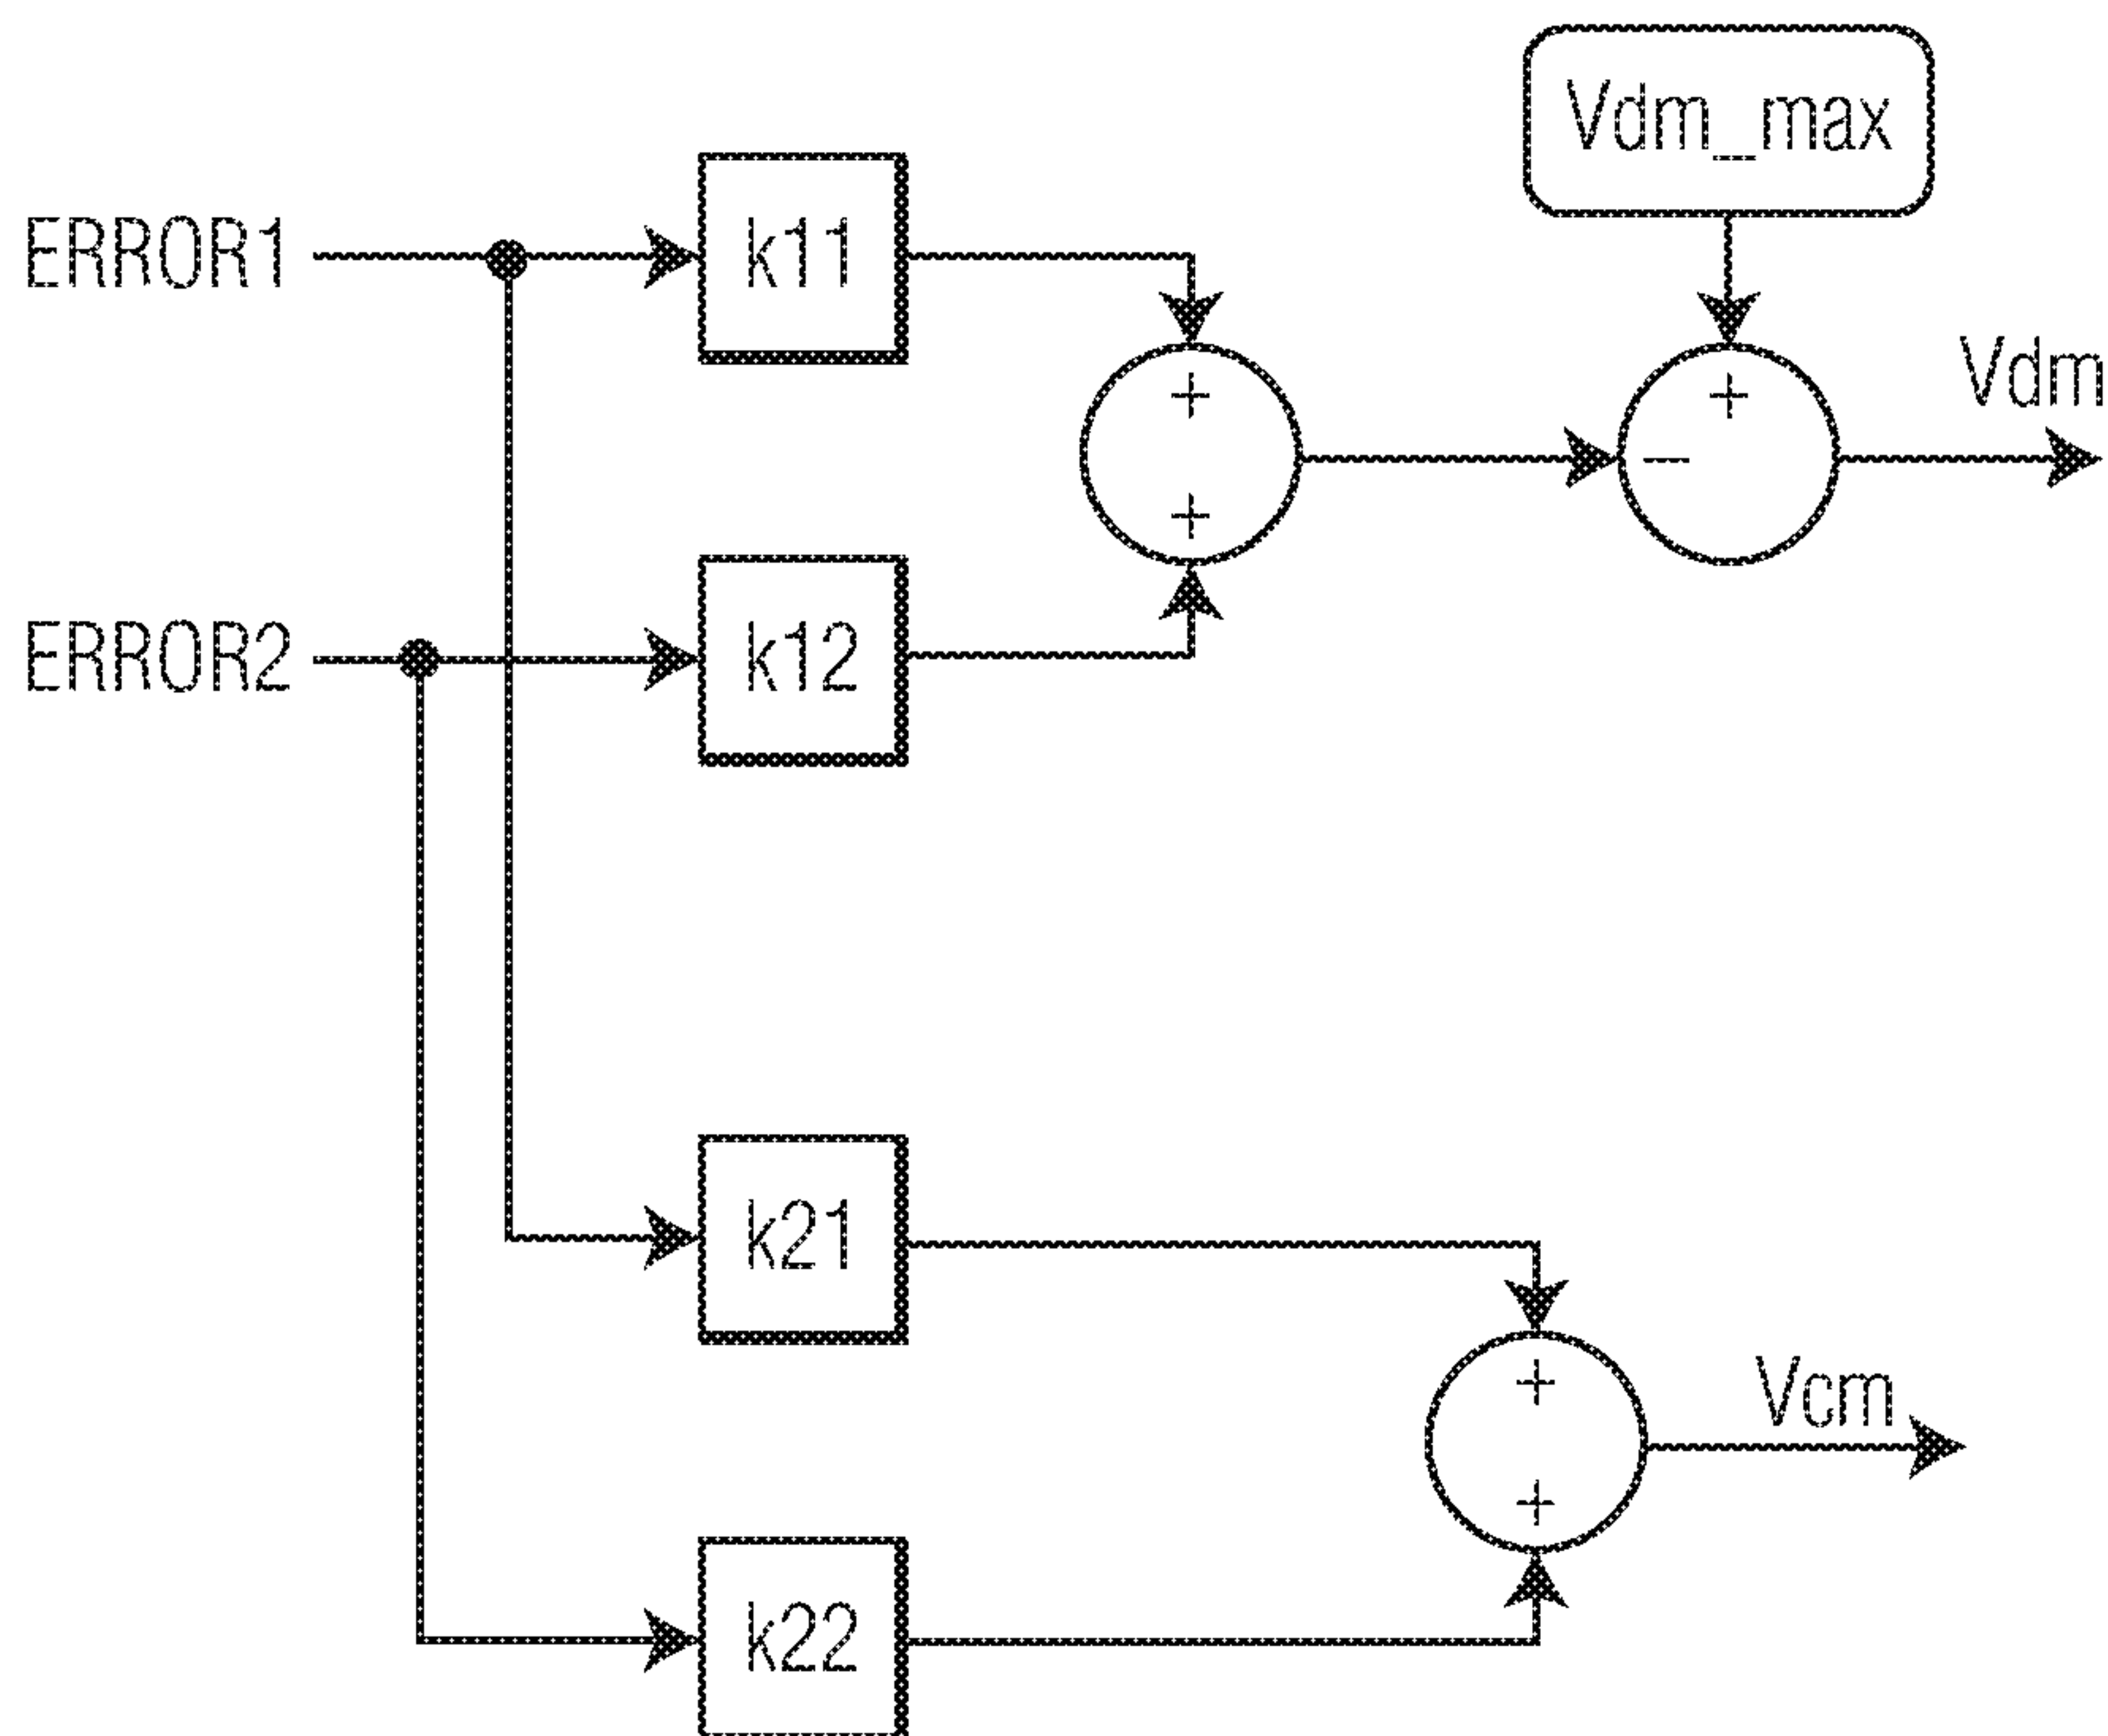 Vdm_max
ERROR1
k11
+
+
Vdm
+
−
ERROR2
k12
k21
+
Vcm
+
k22